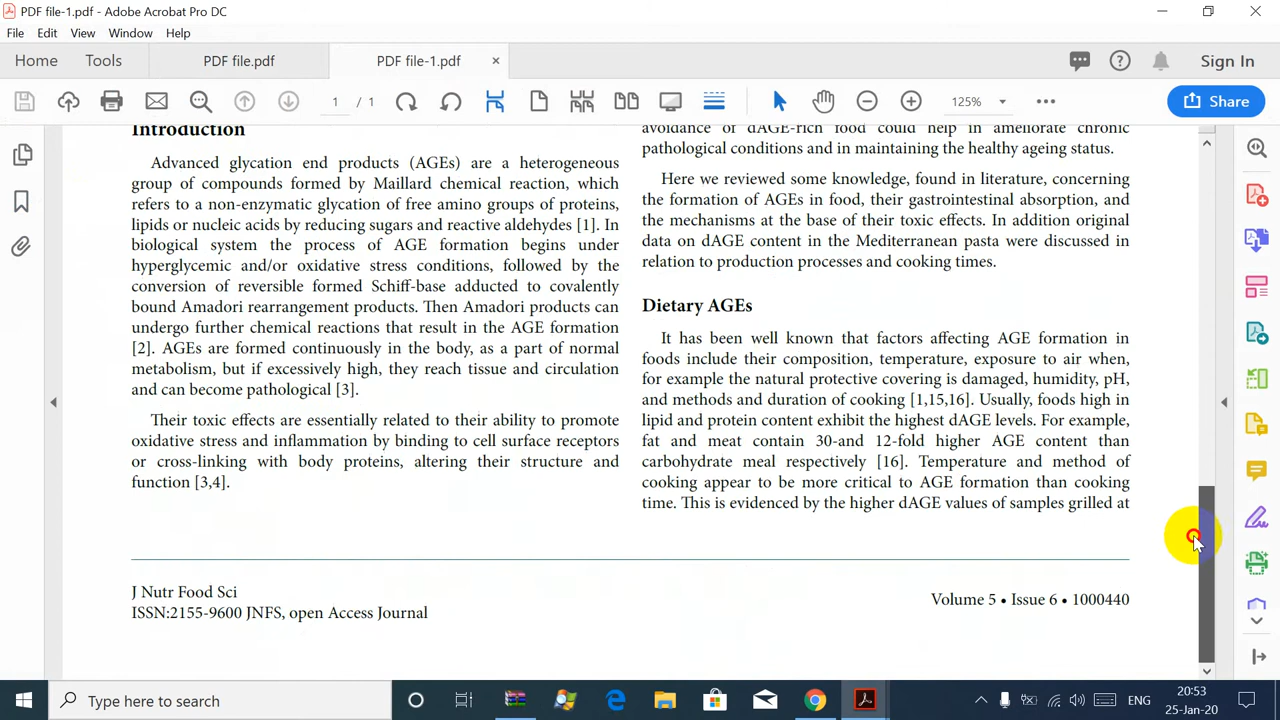 PDF file-1.pdf - Adobe Acrobat Pro DC
File Edit View Window Help
Home Tools PDF file.pdf PDF file-1.pdf × Sign In
1 / 1 125% Share
Introduction
Advanced glycation end products (AGEs) are a heterogeneous
group of compounds formed by Maillard chemical reaction, which
refers to a non-enzymatic glycation of free amino groups of proteins,
lipids or nucleic acids by reducing sugars and reactive aldehydes [1]. In
biological system the process of AGE formation begins under
hyperglycemic and/or oxidative stress conditions, followed by the
conversion of reversible formed Schiff-base adducted to covalently
bound Amadori rearrangement products. Then Amadori products can
undergo further chemical reactions that result in the AGE formation
[2]. AGEs are formed continuously in the body, as a part of normal
metabolism, but if excessively high, they reach tissue and circulation
and can become pathological [3].
Their toxic effects are essentially related to their ability to promote
oxidative stress and inflammation by binding to cell surface receptors
or cross-linking with body proteins, altering their structure and
function [3,4].
avoidance of dAGE-rich food could help in ameliorate chronic
pathological conditions and in maintaining the healthy ageing status.
Here we reviewed some knowledge, found in literature, concerning
the formation of AGEs in food, their gastrointestinal absorption, and
the mechanisms at the base of their toxic effects. In addition original
data on dAGE content in the Mediterranean pasta were discussed in
relation to production processes and cooking times.
Dietary AGEs
It has been well known that factors affecting AGE formation in
foods include their composition, temperature, exposure to air when,
for example the natural protective covering is damaged, humidity, pH,
and methods and duration of cooking [1,15,16]. Usually, foods high in
lipid and protein content exhibit the highest dAGE levels. For example,
fat and meat contain 30-and 12-fold higher AGE content than
carbohydrate meal respectively [16]. Temperature and method of
cooking appear to be more critical to AGE formation than cooking
time. This is evidenced by the higher dAGE values of samples grilled at
J Nutr Food Sci
ISSN:2155-9600 JNFS, open Access Journal
Volume 5 • Issue 6 • 1000440
Type here to search
ENG
20:53
25-Jan-20